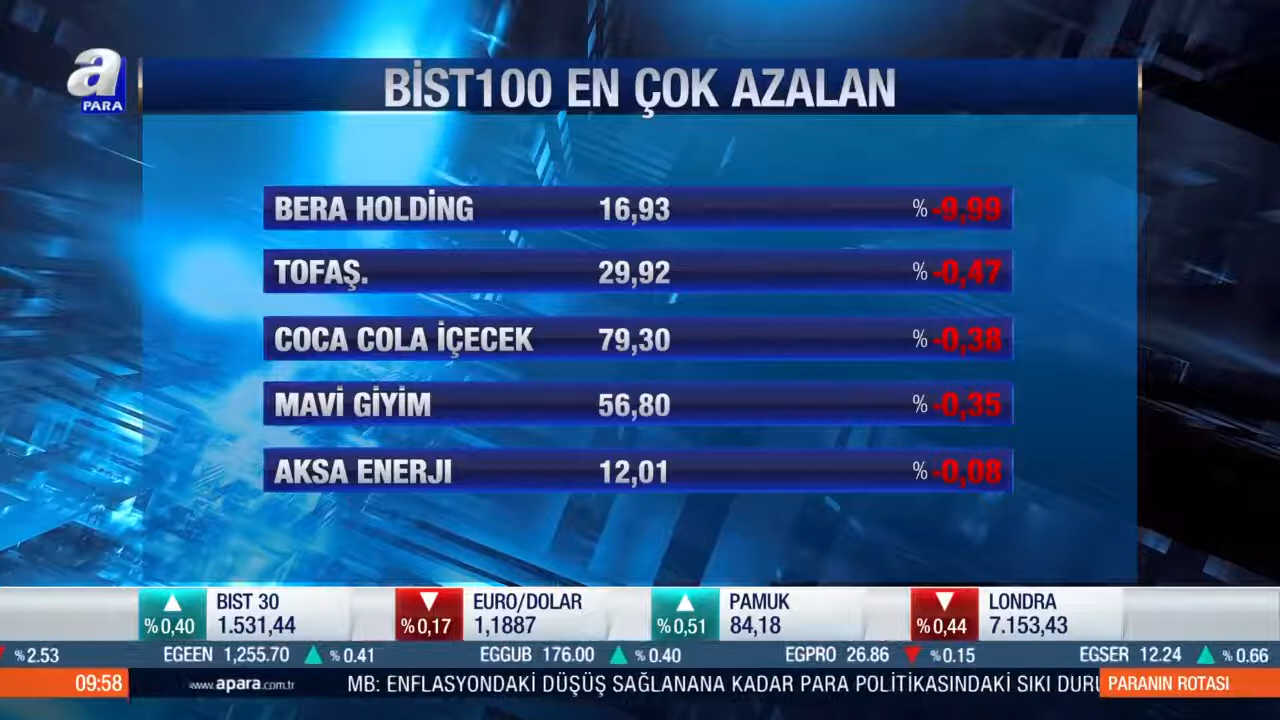 a
PARA
BİST100 EN ÇOK AZALAN
BERA HOLDİNG 16,93 % -9,99
TOFAŞ. 29,92 % -0,47
COCA COLA İÇECEK 79,30 % -0,38
MAVİ GİYİM 56,80 % -0,35
AKSA ENERJI 12,01 % -0,08
%0,40 BIST 30 1.531,44
%0,17 EURO/DOLAR 1,1887
%0,51 PAMUK 84,18
%0,44 LONDRA 7.153,43
%2.53 EGEEN 1,255.70 %0.41 EGGUB 176.00 %0.40 EGPRO 26.86 %0.15 EGSER 12.24 %0.66
09:58 www.apara.com.tr MB: ENFLASYONDAKİ DÜŞÜŞ SAĞLANANA KADAR PARA POLİTİKASINDAKİ SIKI DURU PARANIN ROTASI